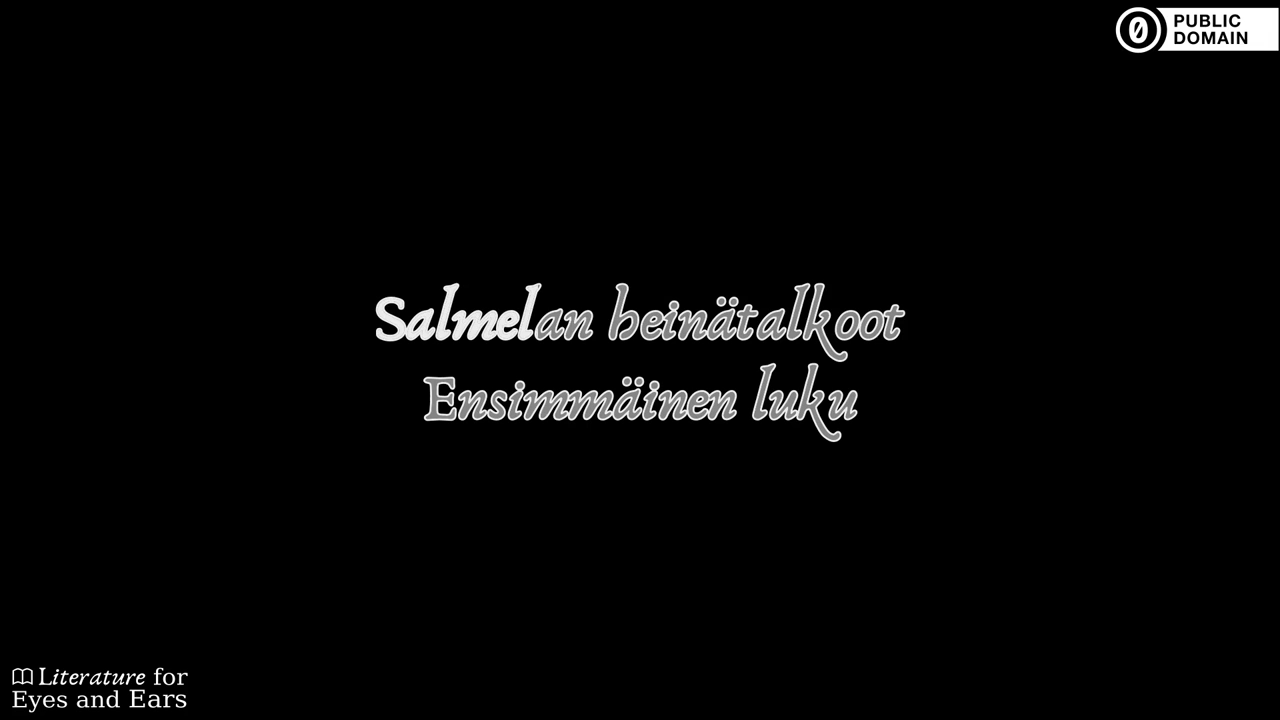 PUBLIC
DOMAIN
Salmelan heinätalkoot
Ensimmäinen luku
Literature for
Eyes and Ears